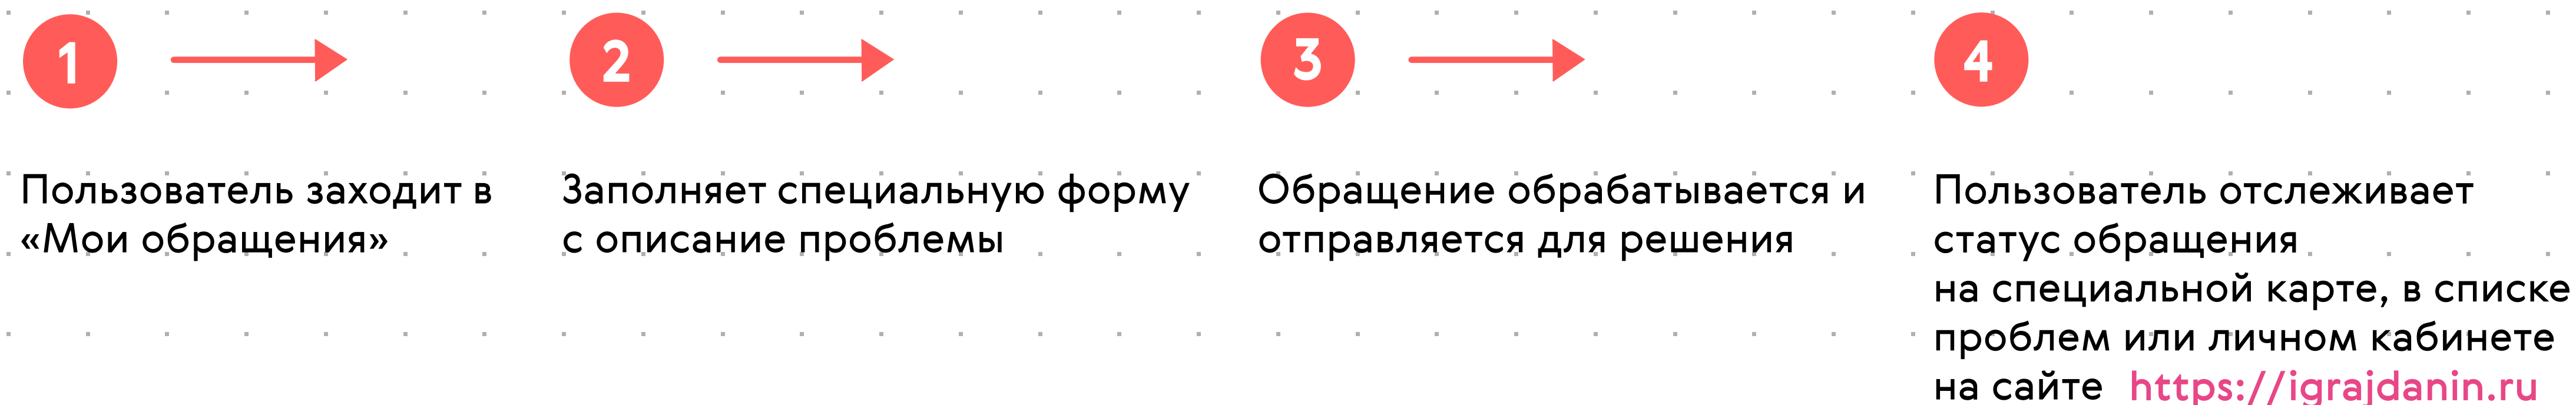 1
2
3
4
Пользователь заходит в
«Мои обращения»
Заполняет специальную форму
с описание проблемы
Обращение обрабатывается и
отправляется для решения
Пользователь отслеживает
статус обращения
на специальной карте, в списке
проблем или личном кабинете
на сайте https://igrajdanin.ru